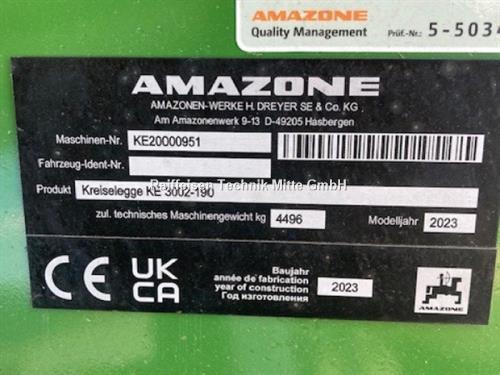 AMAZONE
Quality Management Prüf.-Nr.: 5-5034
AMAZONE
AMAZONEN-WERKE H. DREYER SE & Co. KG
Am Amazonenwerk 9-13 D-49205 Hasbergen
Maschinen-Nr. KE20000951
Fahrzeug-Ident-Nr.
Raiffeisen Technik Mitte GmbH
Produkt Kreiselegge KE 3002-190
zul. technisches Maschinengewicht kg 4496 Modelljahr 2023
CE UK CA
Baujahr
année de fabrication
year of construction 2023
Год изготовления
AMAZONE